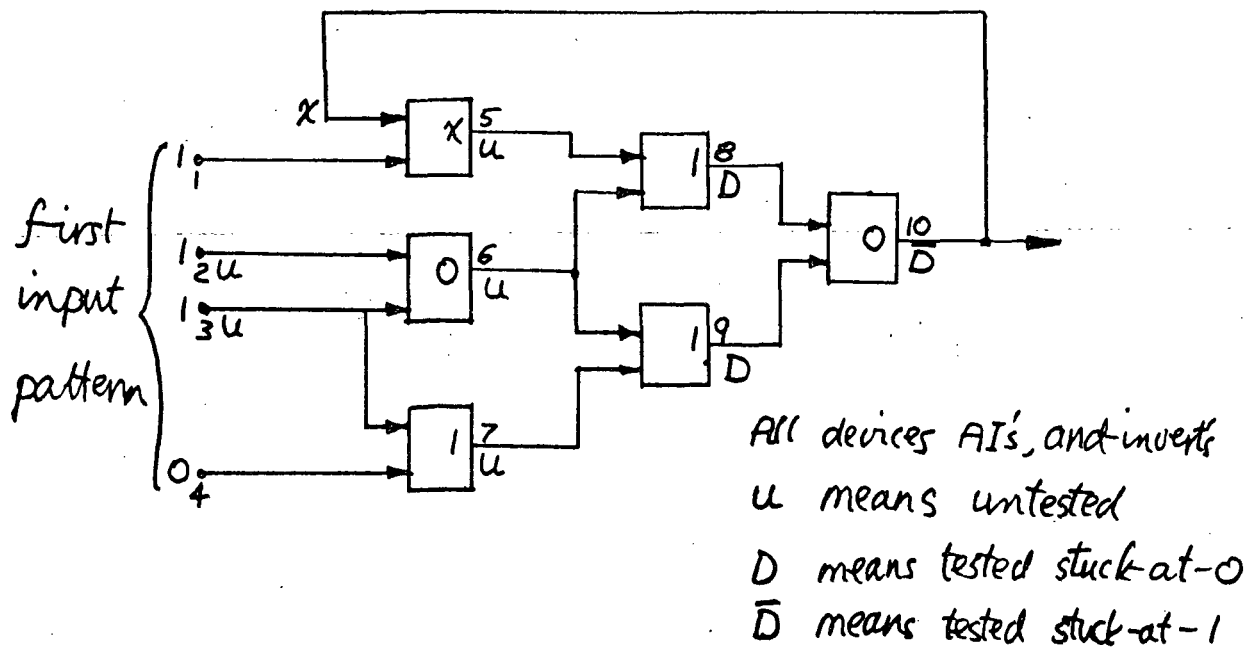 first
input
pattern
x
x
5
u
1
1
1
2
u
0
6
u
1
3
u
1
7
u
0
4
1
8
D
1
9
D
0
10
D̅
All devices AI's, and-invert's
u means untested
D means tested stuck-at-0
D̅ means tested stuck-at-1